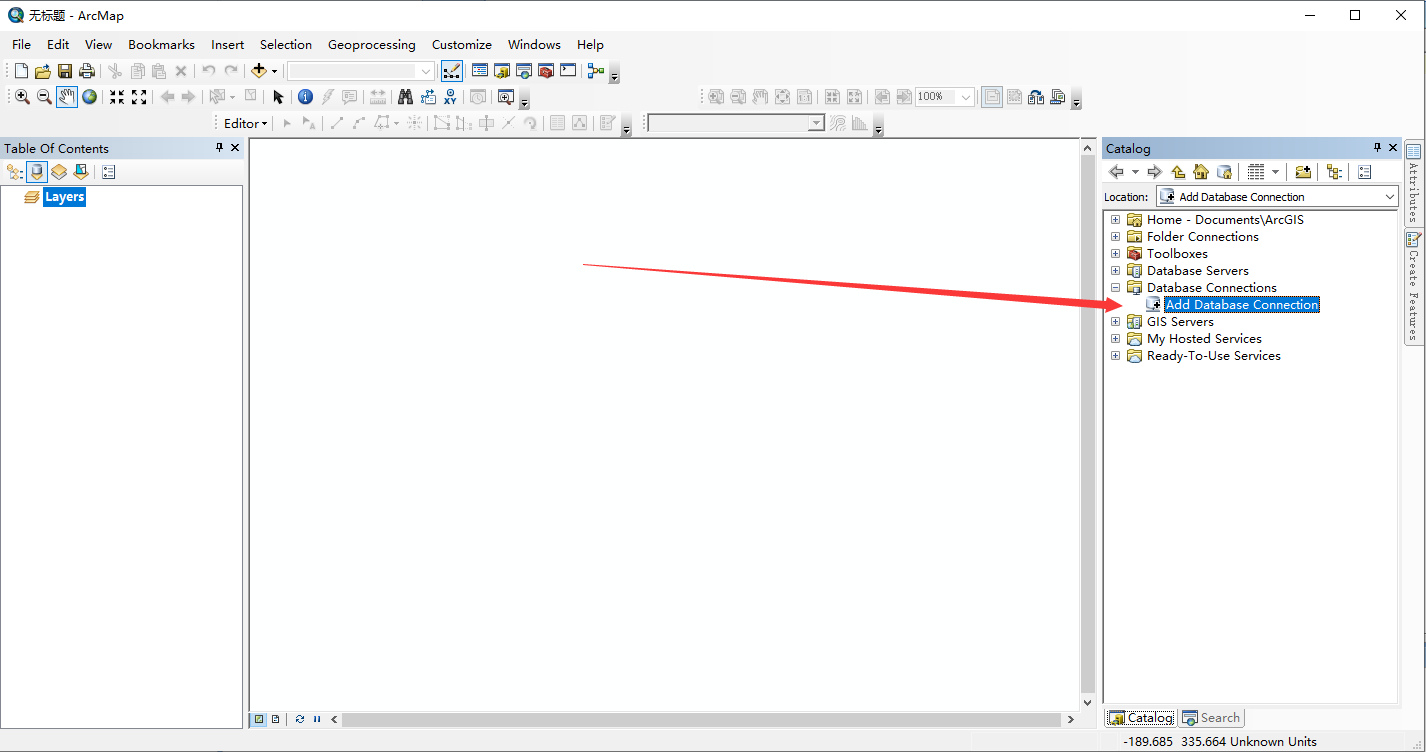 无标题 - ArcMap
File Edit View Bookmarks Insert Selection Geoprocessing Customize Windows Help
XY
1:1
100%
Editor
Table Of Contents
Layers
Catalog
Location: Add Database Connection
Home - Documents\ArcGIS
Folder Connections
Toolboxes
Database Servers
Database Connections
Add Database Connection
GIS Servers
My Hosted Services
Ready-To-Use Services
Catalog Search
Attributes
Create Features
-189.685 335.664 Unknown Units